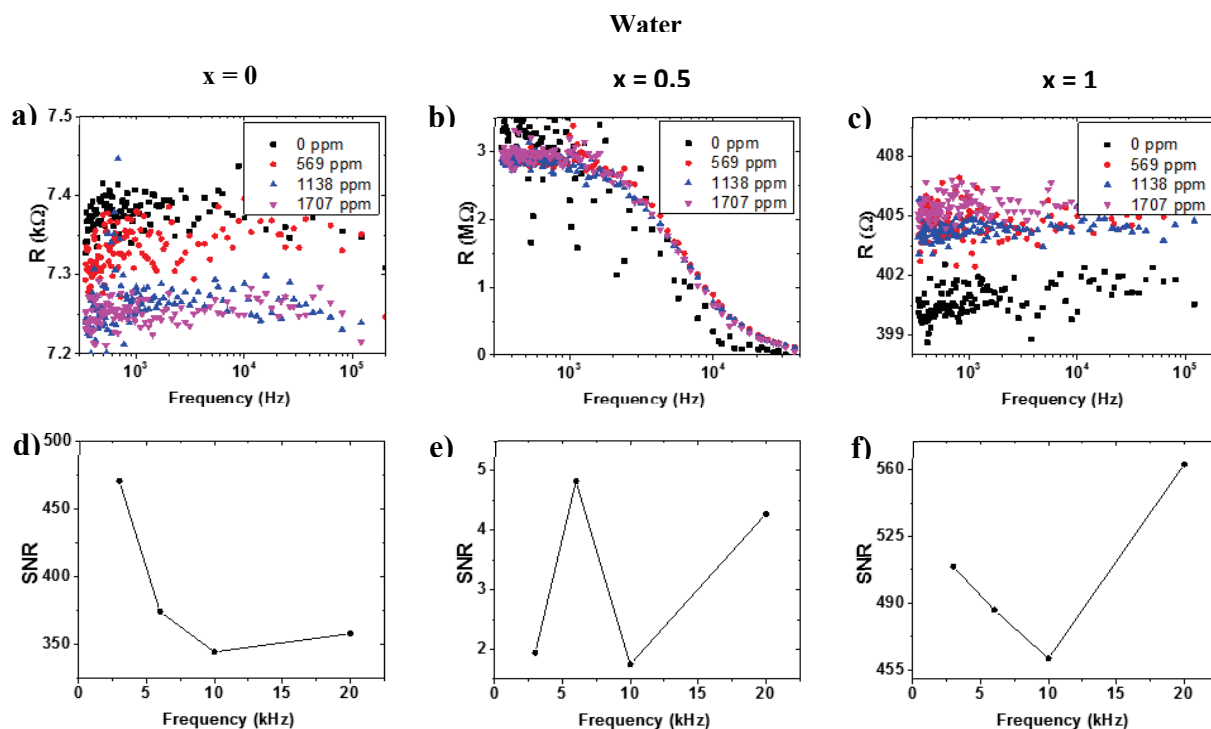 Water
x = 0
x = 0.5
x = 1
a)
7.5
7.4
7.3
7.2
R (kΩ)
0 ppm
569 ppm
1138 ppm
1707 ppm
10³
10⁴
10⁵
Frequency (Hz)
b)
3
2
1
0
R (MΩ)
0 ppm
569 ppm
1138 ppm
1707 ppm
10³
10⁴
Frequency (Hz)
c)
408
405
402
399
R (Ω)
0 ppm
569 ppm
1138 ppm
1707 ppm
10³
10⁴
10⁵
Frequency (Hz)
d)
500
450
400
350
SNR
0 5 10 15 20
Frequency (kHz)
e)
5
4
3
2
SNR
0 5 10 15 20
Frequency (kHz)
f)
560
525
490
455
SNR
0 5 10 15 20
Frequency (kHz)